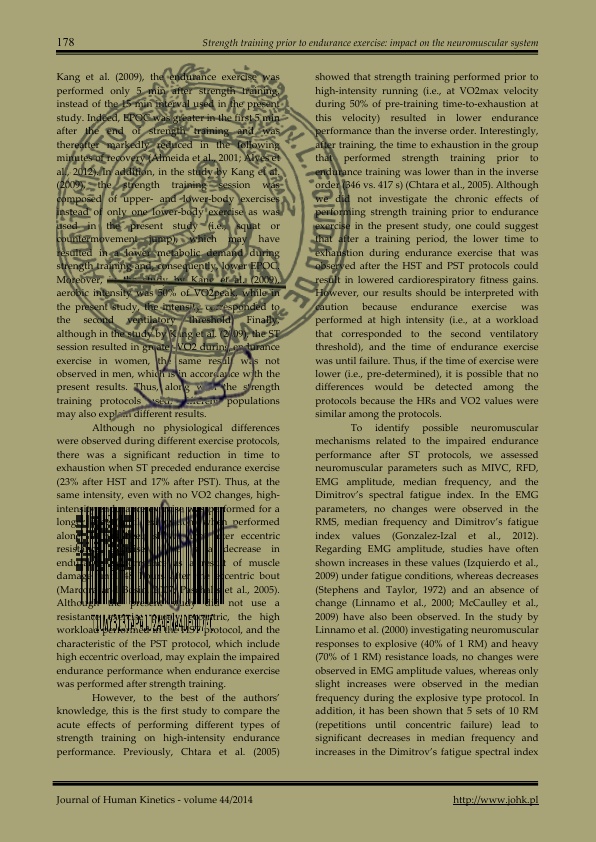 178
Strength training prior to endurance exercise: impact on the neuromuscular system
Kang et al. (2009), the endurance exercise was
performed only 5 min after strength training,
instead of the 15 min interval used in the present
study. Indeed, EPOC was greater in the first 5 min
after the end of strength training and was
thereafter markedly reduced in the following
minutes of recovery (Almeida et al., 2001; Alves et
al., 2012). In addition, in the study by Kang et al.
(2009), the strength training session was
composed of upper- and lower-body exercises
instead of only one lower-body exercise as was
used in the present study (i.e., squat or
countermovement jump), which may have
resulted in a lower metabolic demand during
strength training and, consequently, lower EPOC.
Moreover, in the study by Kang et al. (2009),
aerobic intensity was 50% of VO2peak, while in
the present study, the intensity corresponded to
the second ventilatory threshold. Finally,
although in the study by Kang et al. (2009), the ST
session resulted in greater VO2 during endurance
exercise in women, the same result was not
observed in men, which is in accordance with the
present results. Thus, along with the strength
training protocols used, different populations
may also explain different results.
Although no physiological differences
were observed during different exercise protocols,
there was a significant reduction in time to
exhaustion when ST preceded endurance exercise
(23% after HST and 17% after PST). Thus, at the
same intensity, even with no VO2 changes, high-
intensity endurance exercise was performed for a
longer when performed
alone after eccentric
decrease in
as a result of muscle
damage after the eccentric bout
et al., 2005).
Although the present study did not use a
resistance the high
workload performed in the HST protocol, and the
characteristic of the PST protocol, which include
high eccentric overload, may explain the impaired
endurance performance when endurance exercise
was performed after strength training.
However, to the best of the authors'
knowledge, this is the first study to compare the
acute effects of performing different types of
strength training on high-intensity endurance
performance. Previously, Chtara et al. (2005)
showed that strength training performed prior to
high-intensity running (i.e., at VO2max velocity
during 50% of pre-training time-to-exhaustion at
this velocity) resulted in lower endurance
performance than the inverse order. Interestingly,
after training, the time to exhaustion in the group
that performed strength training prior to
endurance training was lower than in the inverse
order (346 vs. 417 s) (Chtara et al., 2005). Although
we did not investigate the chronic effects of
performing strength training prior to endurance
exercise in the present study, one could suggest
that after a training period, the lower time to
exhaustion during endurance exercise that was
observed after the HST and PST protocols could
result in lowered cardiorespiratory fitness gains.
However, our results should be interpreted with
caution because endurance exercise was
performed at high intensity (i.e., at a workload
that corresponded to the second ventilatory
threshold), and the time of endurance exercise
was until failure. Thus, if the time of exercise were
lower (i.e., pre-determined), it is possible that no
differences would be detected among the
protocols because the HRs and VO2 values were
similar among the protocols.
To identify possible neuromuscular
mechanisms related to the impaired endurance
performance after ST protocols, we assessed
neuromuscular parameters such as MIVC, RFD,
EMG amplitude, median frequency, and the
Dimitrov's spectral fatigue index. In the EMG
parameters, no changes were observed in the
RMS, median frequency and Dimitrov's fatigue
index values (Gonzalez-Izal et al., 2012).
Regarding EMG amplitude, studies have often
shown increases in these values (Izquierdo et al.,
2009) under fatigue conditions, whereas decreases
(Stephens and Taylor, 1972) and an absence of
change (Linnamo et al., 2000; McCaulley et al.,
2009) have also been observed. In the study by
Linnamo et al. (2000) investigating neuromuscular
responses to explosive (40% of 1 RM) and heavy
(70% of 1 RM) resistance loads, no changes were
observed in EMG amplitude values, whereas only
slight increases were observed in the median
frequency during the explosive type protocol. In
addition, it has been shown that 5 sets of 10 RM
(repetitions until concentric failure) lead to
significant decreases in median frequency and
increases in the Dimitrov's fatigue spectral index
Journal of Human Kinetics - volume 44/2014
http://www.johk.pl